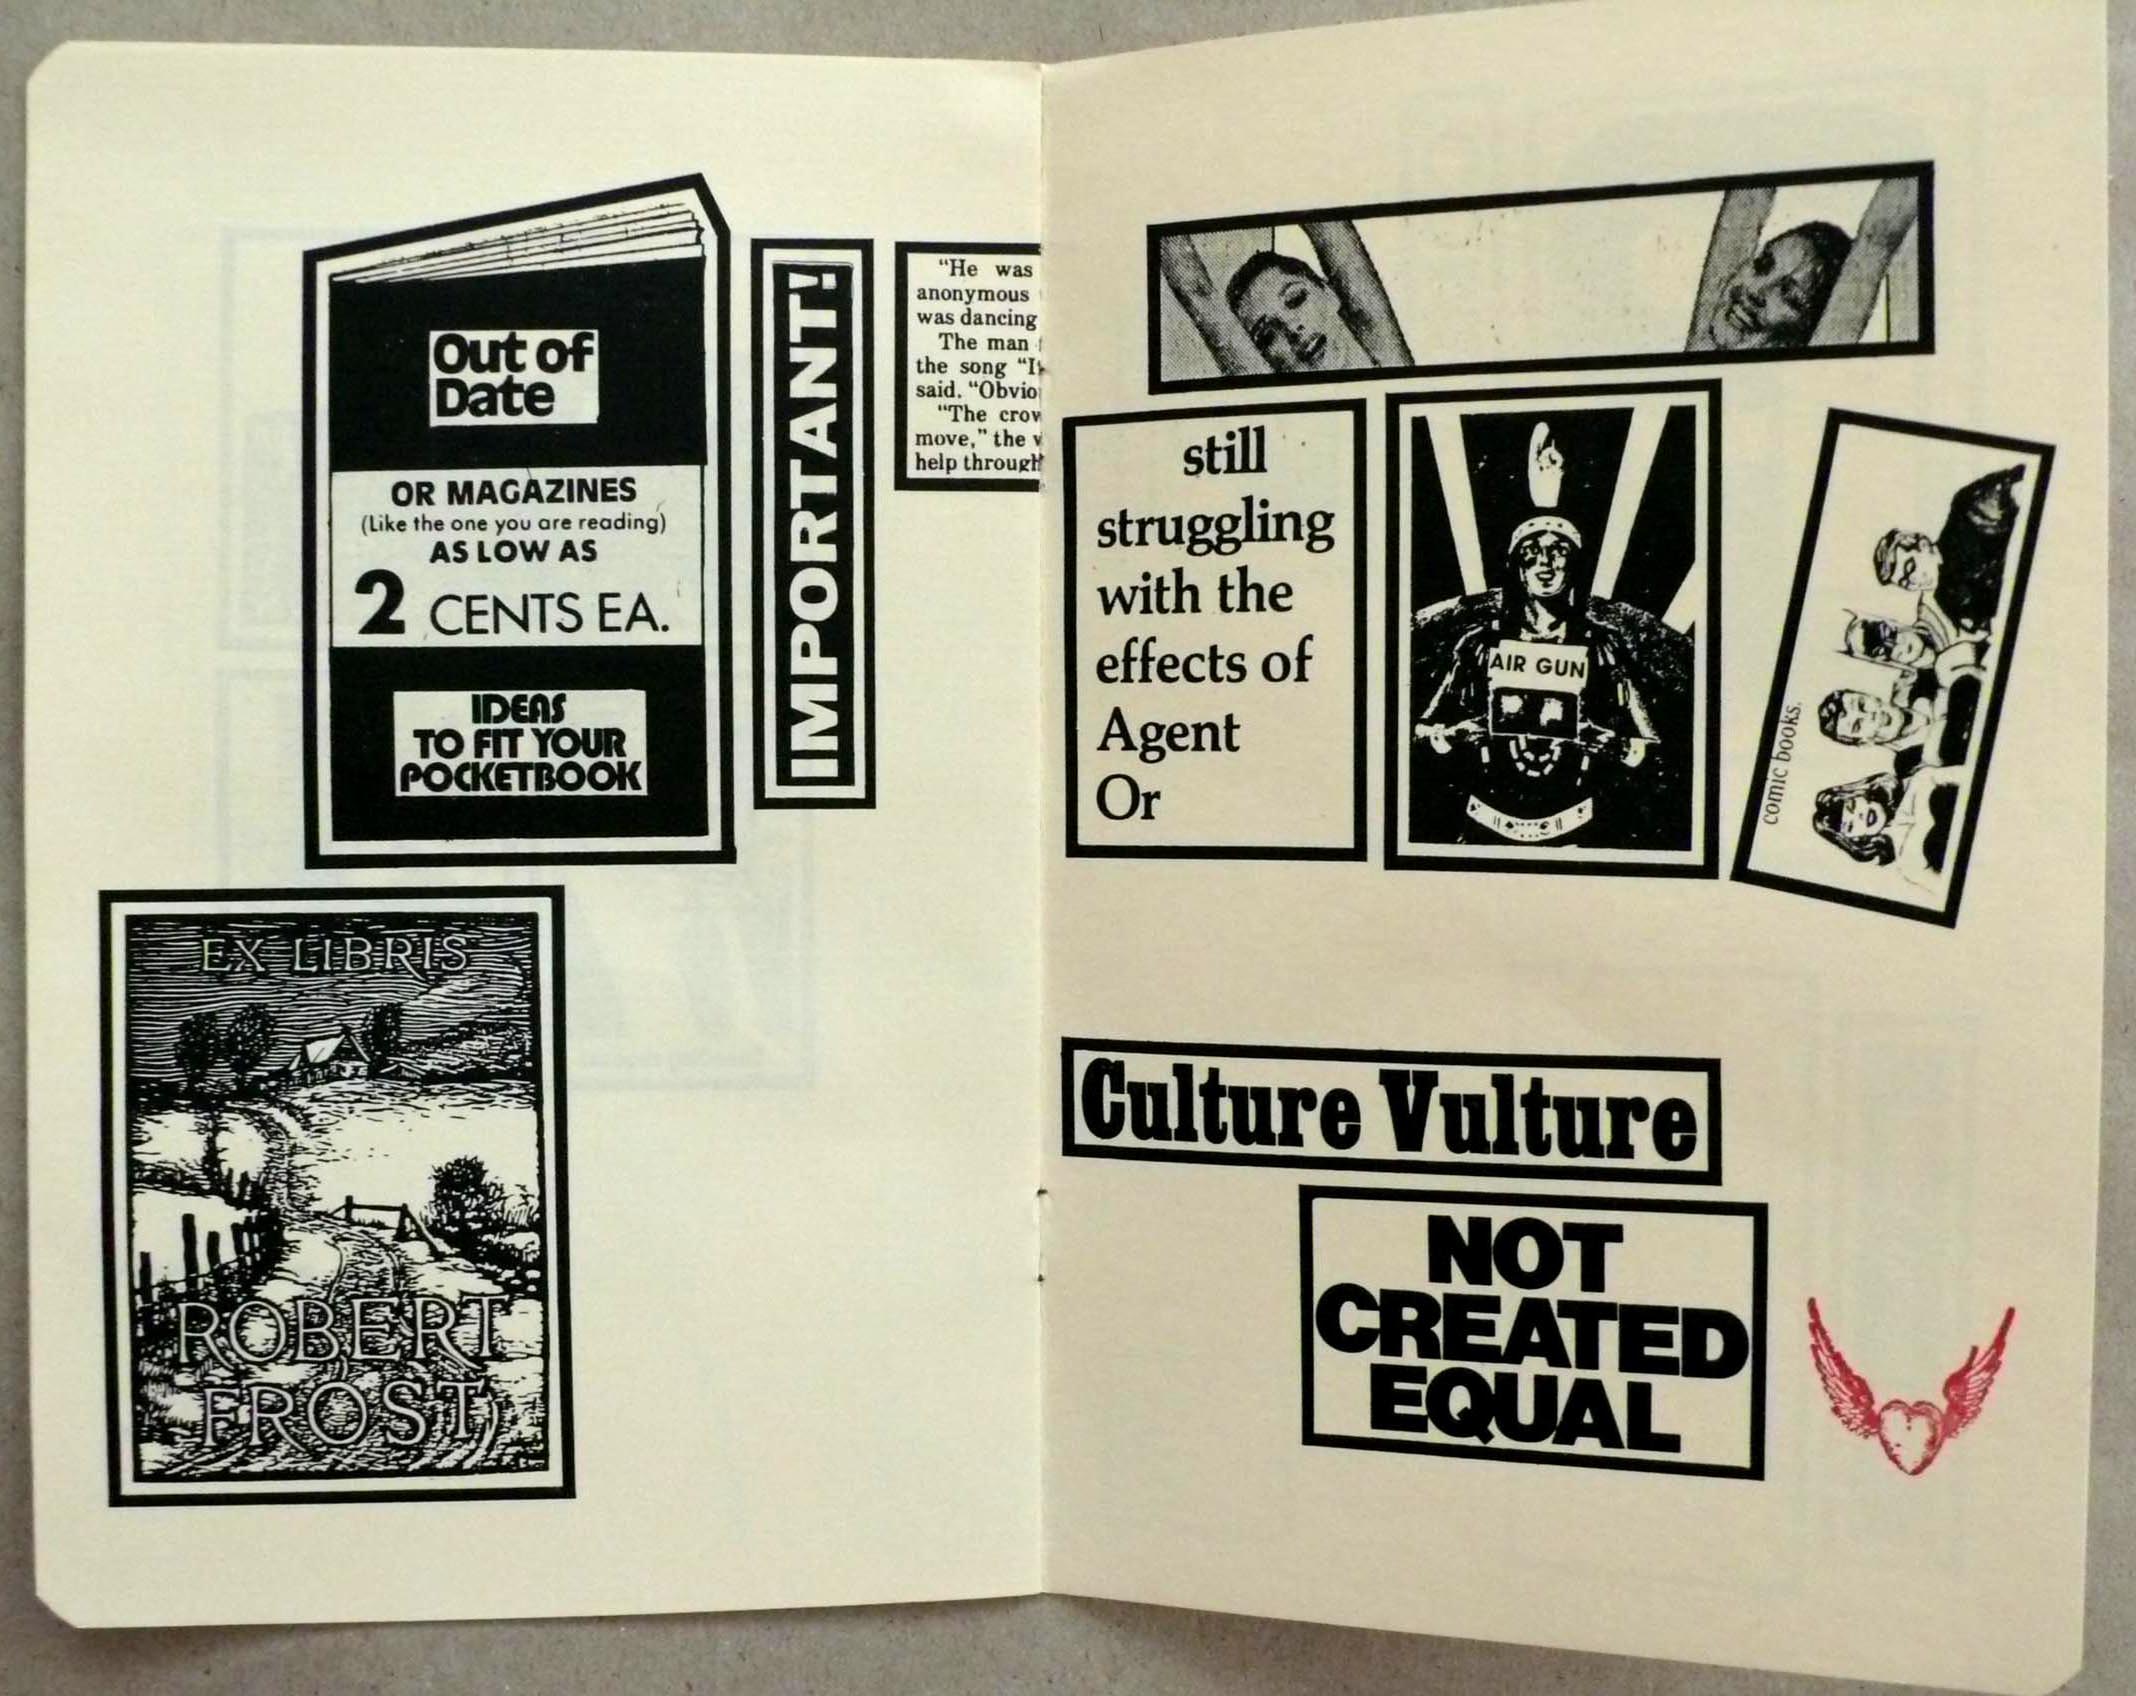 Out of
Date
OR MAGAZINES
(Like the one you are reading)
AS LOW AS
2 CENTS EA.
IDEAS
TO FIT YOUR
POCKETBOOK
IMPORTANT!
"He was
anonymous
was dancing
The man
the song "It
said. "Obvio
"The crow
move," the
help through
EX LIBRIS
ROBERT
FROST
still
struggling
with the
effects of
Agent
Or
AIR GUN
comic books.
Culture Vulture
NOT
CREATED
EQUAL